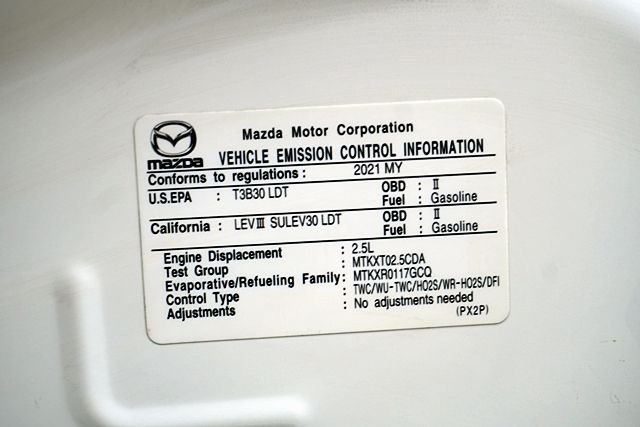 mazda
Mazda Motor Corporation
VEHICLE EMISSION CONTROL INFORMATION
Conforms to regulations : 2021 MY
U.S.EPA : T3B30 LDT OBD : II
Fuel : Gasoline
California : LEVIII SULEV30 LDT OBD : II
Fuel : Gasoline
Engine Displacement : 2.5L
Test Group : MTKXT02.5CDA
Evaporative/Refueling Family : MTKXR0117GCQ
Control Type : TWC/WU-TWC/HO2S/WR-HO2S/DFI
Adjustments : No adjustments needed
(PX2P)